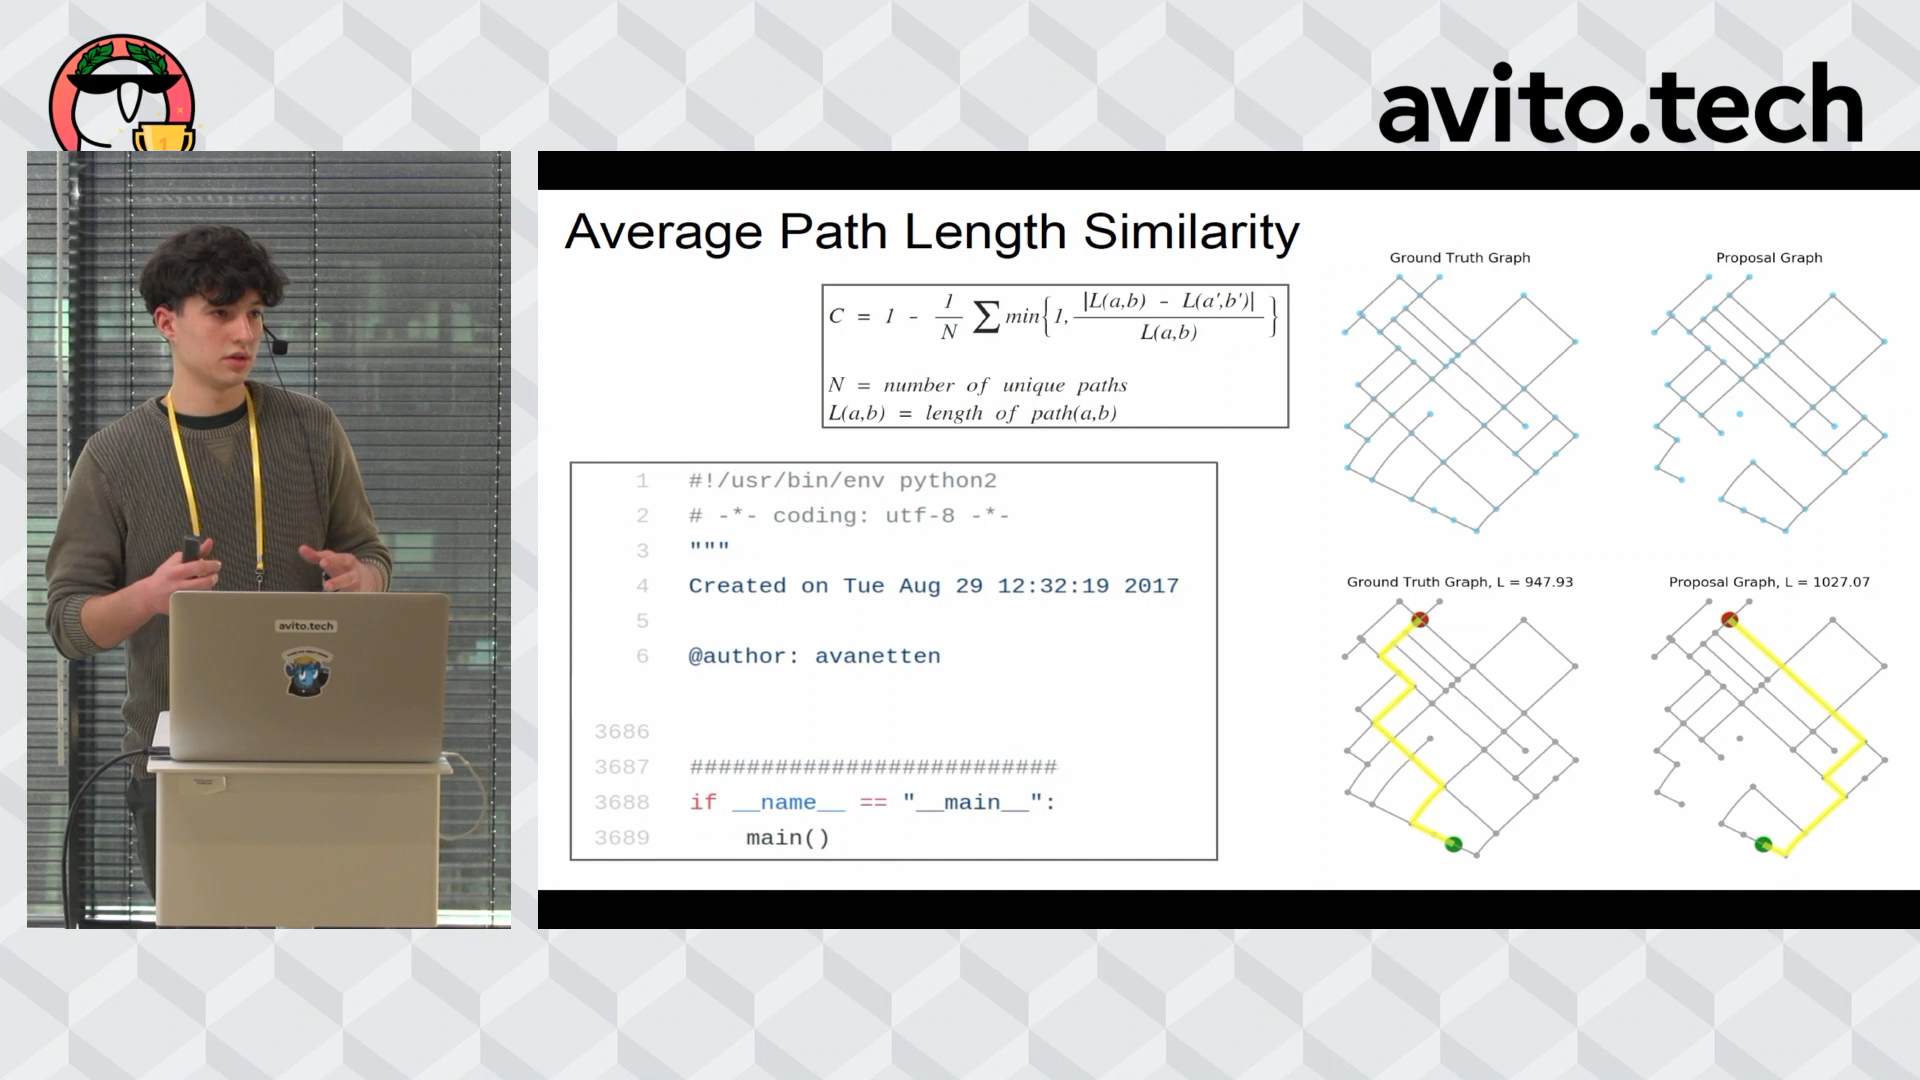 avito.tech
avito.tech
Average Path Length Similarity
C = 1 - 1/N ∑ min{1, |L(a,b) - L(a',b')| / L(a,b)}
N = number of unique paths
L(a,b) = length of path(a,b)
1 #!/usr/bin/env python2
2 # -*- coding: utf-8 -*-
3 """
4 Created on Tue Aug 29 12:32:19 2017
5
6 @author: avanetten
3686
3687 ##########################
3688 if __name__ == "__main__":
3689 main()
Ground Truth Graph
Proposal Graph
Ground Truth Graph, L = 947.93
Proposal Graph, L = 1027.07
1